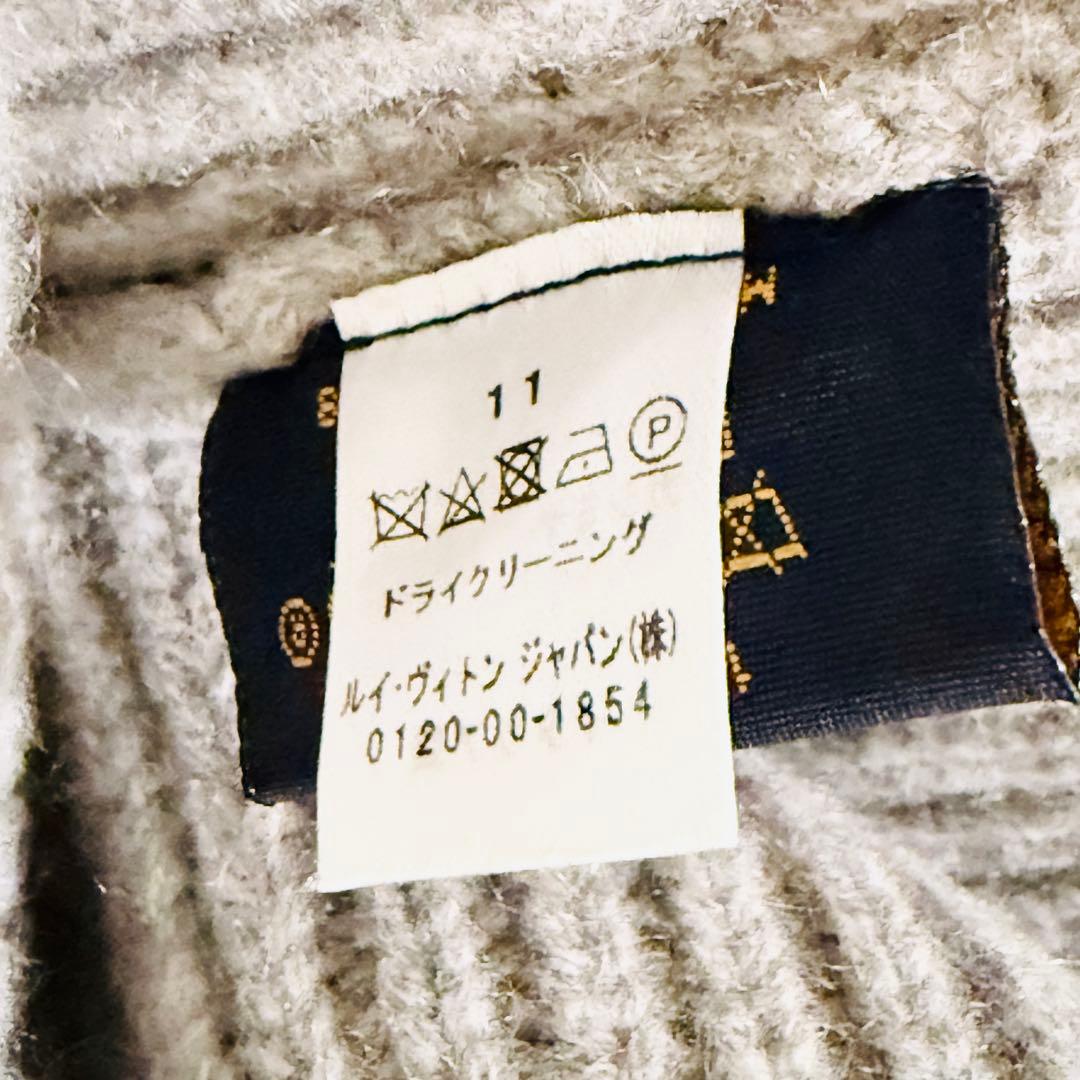 11
P
ドライクリーニング
ルイ・ヴィトン ジャパン(株)
0120-00-1854